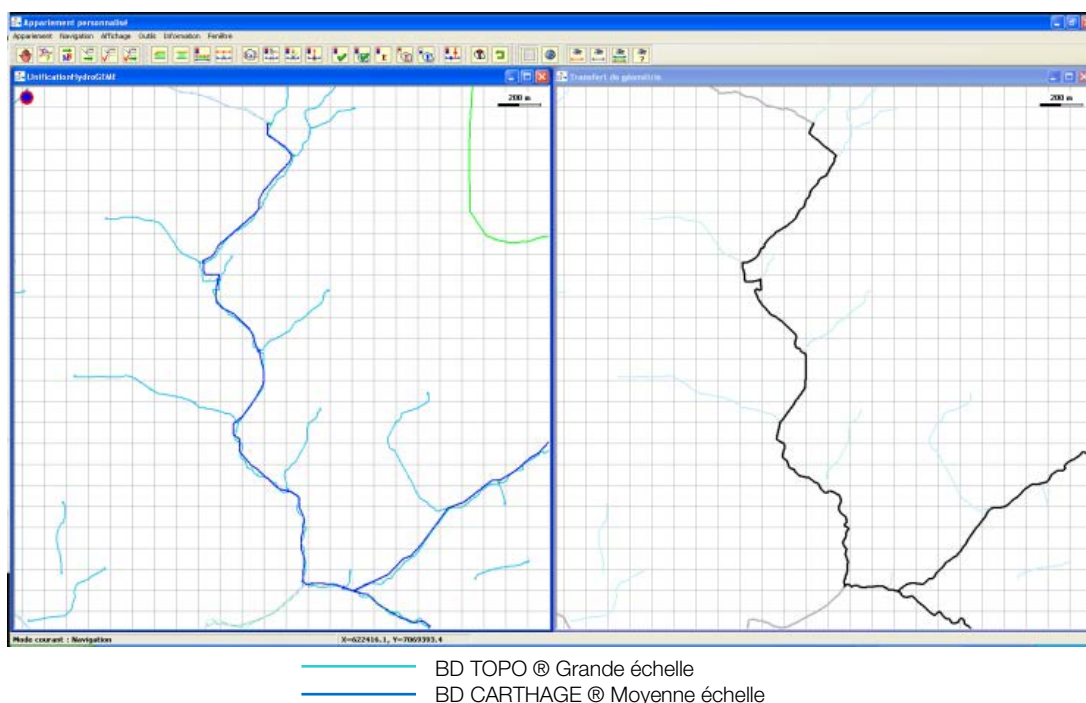 Appariement personnalisé
Appariement Navigation Affichage Outils Information Fenêtre
UnificationHydroGEME
Transfert de géométrie
200 m
200 m
Mode courant : Navigation
X=622416.1, Y=7069393.4
BD TOPO ® Grande échelle
BD CARTHAGE ® Moyenne échelle